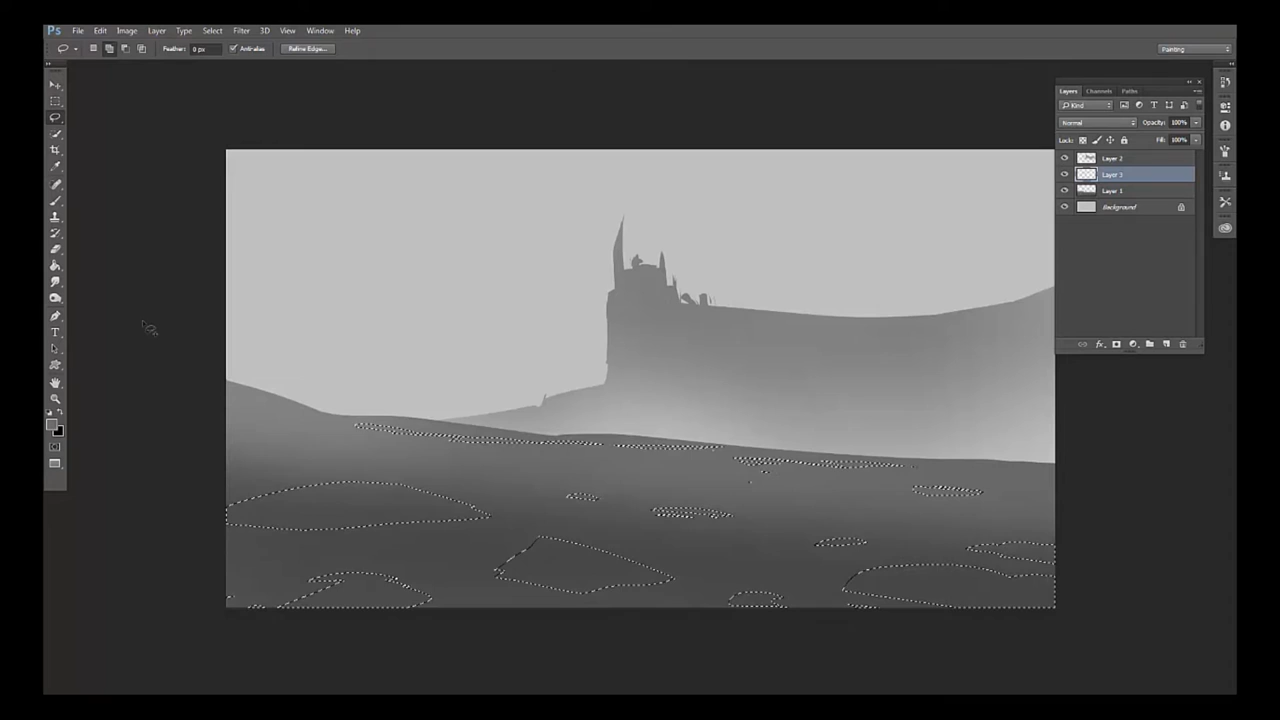 Ps File Edit Image Layer Type Select Filter 3D View Window Help
Feather: 0 px Anti-alias Refine Edge... Painting
Layers Channels Paths
Kind
Normal Opacity: 100%
Lock: Fill: 100%
Layer 2
Layer 3
Layer 1
Background
fx